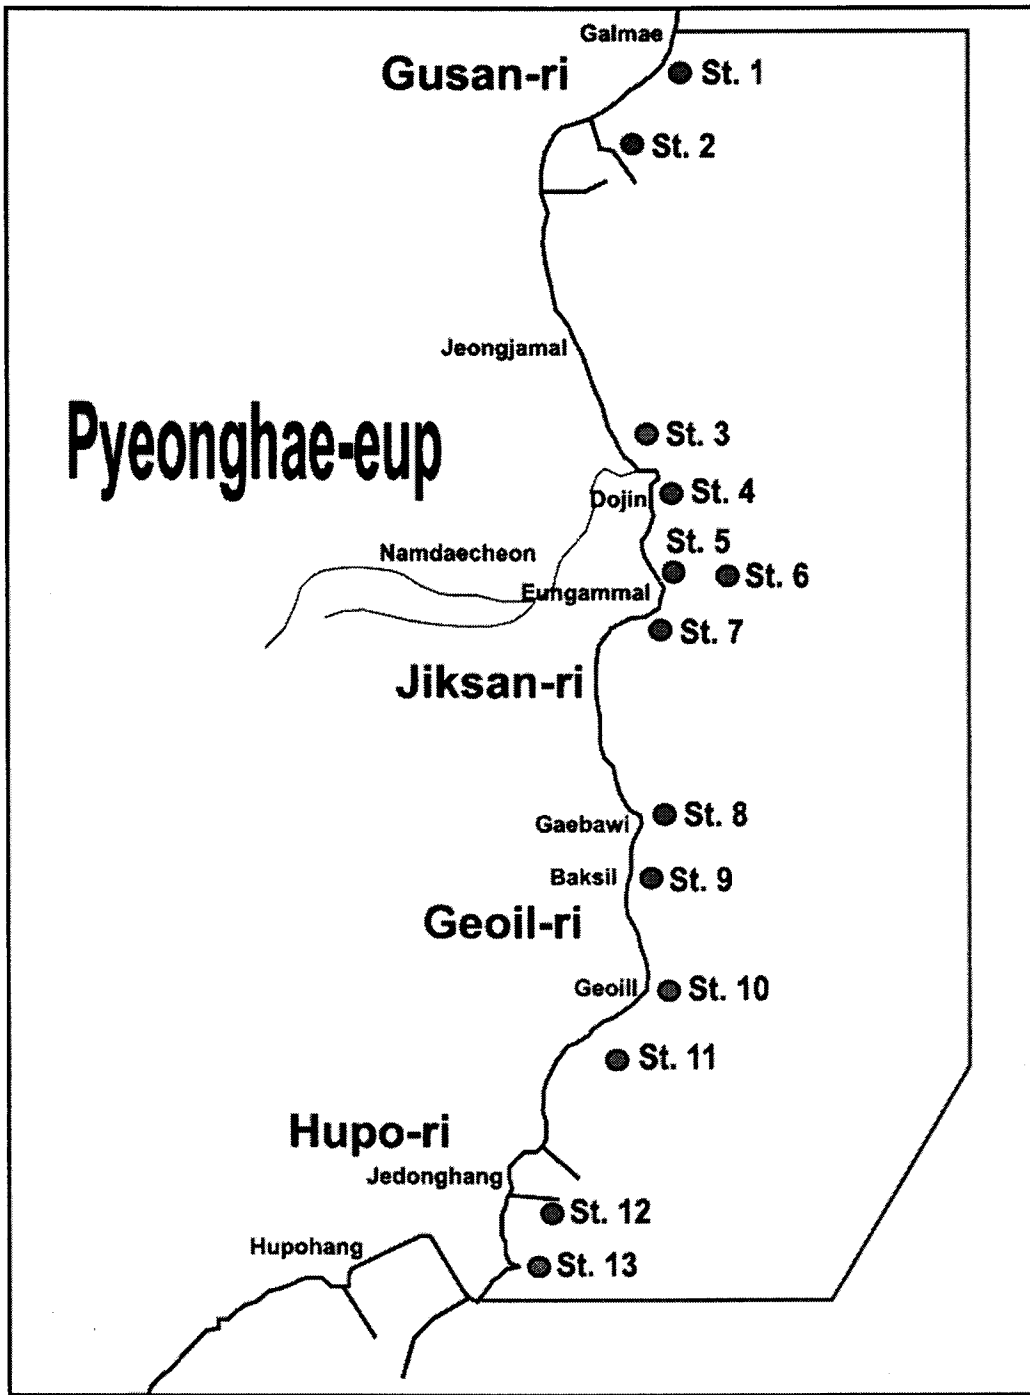 Galmae
Gusan-ri
St. 1
St. 2
Jeongjamal
Pyeonghae-eup
St. 3
Dojin
St. 4
St. 5
Namdaecheon
St. 6
Eungammal
St. 7
Jiksan-ri
St. 8
Gaebawi
Baksil
St. 9
Geoil-ri
Geoill
St. 10
St. 11
Hupo-ri
Jedonghang
St. 12
Hupohang
St. 13